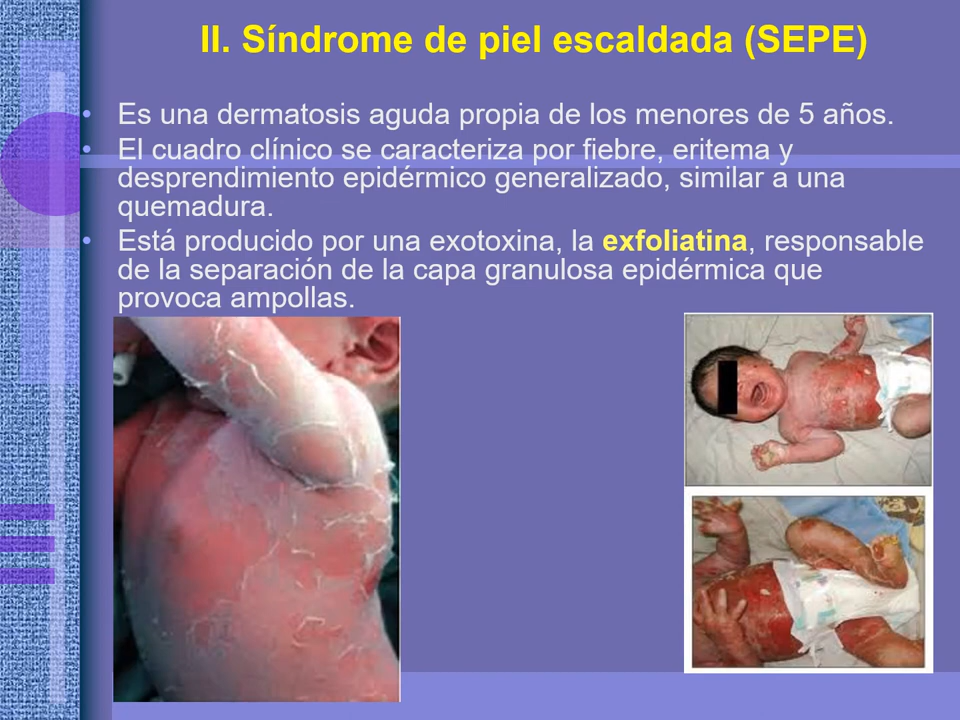 II. Síndrome de piel escaldada (SEPE)
• Es una dermatosis aguda propia de los menores de 5 años.
• El cuadro clínico se caracteriza por fiebre, eritema y
desprendimiento epidérmico generalizado, similar a una
quemadura.
• Está producido por una exotoxina, la exfoliatina, responsable
de la separación de la capa granulosa epidérmica que
provoca ampollas.